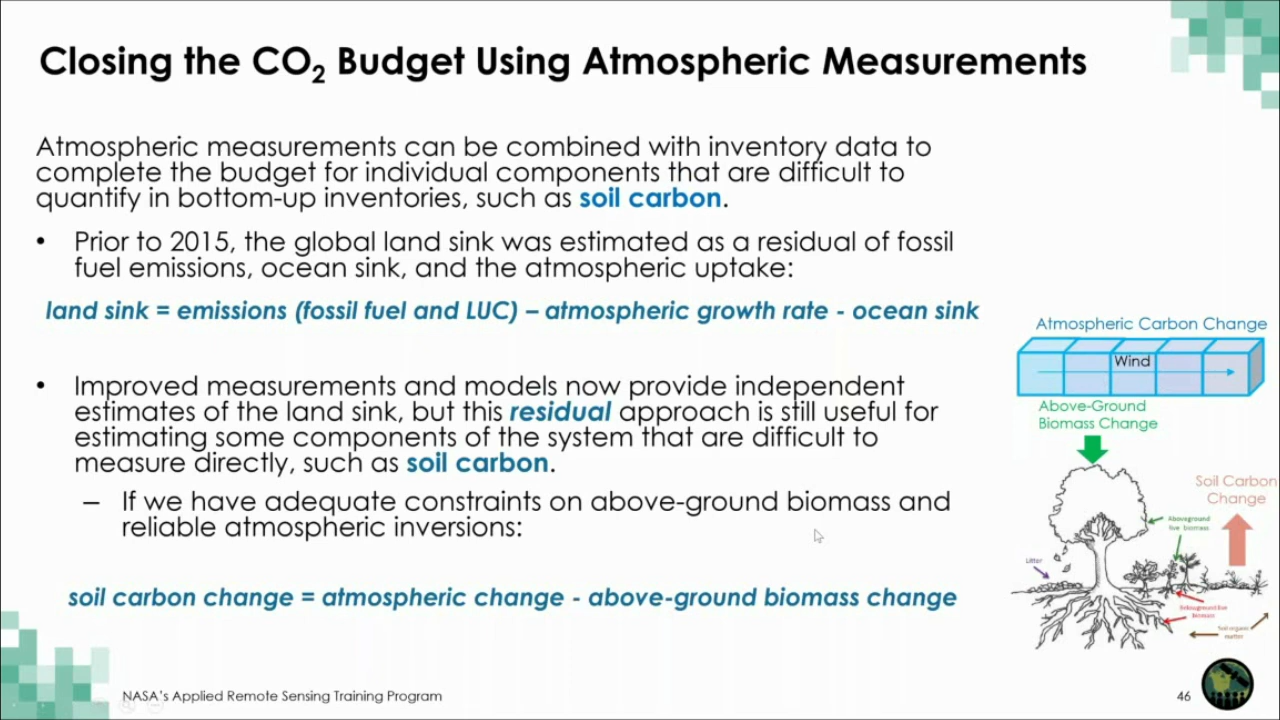 Closing the CO₂ Budget Using Atmospheric Measurements
Atmospheric measurements can be combined with inventory data to
complete the budget for individual components that are difficult to
quantify in bottom-up inventories, such as soil carbon.
• Prior to 2015, the global land sink was estimated as a residual of fossil
fuel emissions, ocean sink, and the atmospheric uptake:
land sink = emissions (fossil fuel and LUC) – atmospheric growth rate - ocean sink
• Improved measurements and models now provide independent
estimates of the land sink, but this residual approach is still useful for
estimating some components of the system that are difficult to
measure directly, such as soil carbon.
– If we have adequate constraints on above-ground biomass and
reliable atmospheric inversions:
soil carbon change = atmospheric change - above-ground biomass change
Atmospheric Carbon Change
Wind
Above-Ground
Biomass Change
Soil Carbon
Change
Aboveground
live biomass
Litter
Belowground live
biomass
Soil organic
matter
NASA's Applied Remote Sensing Training Program
46